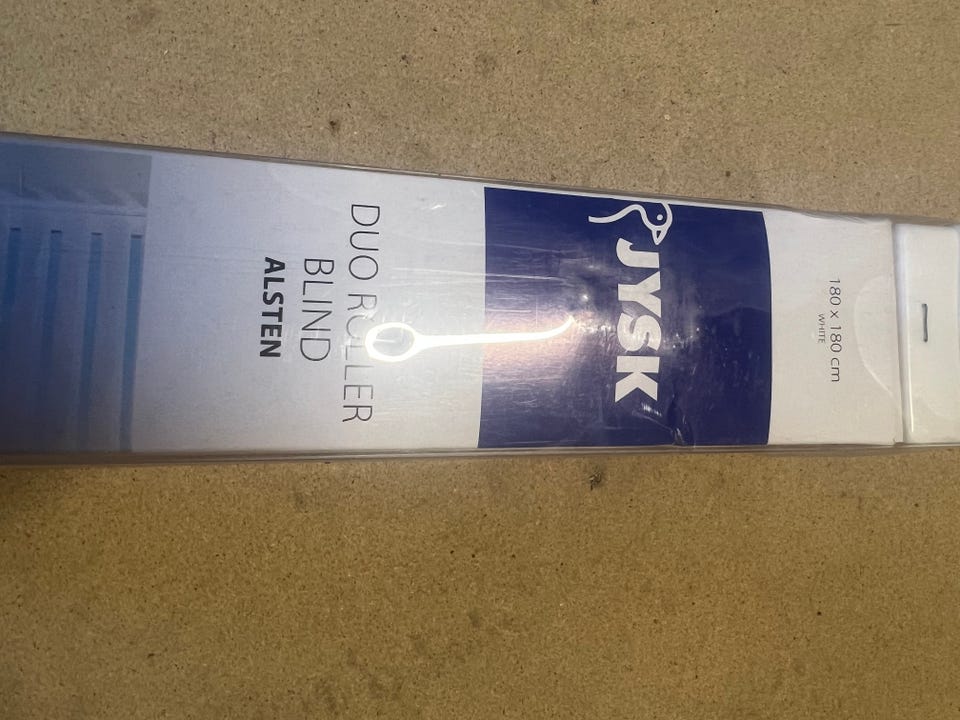 180 x 180 cm
WHITE
JYSK
DUO ROLLER
BLIND
ALSTEN